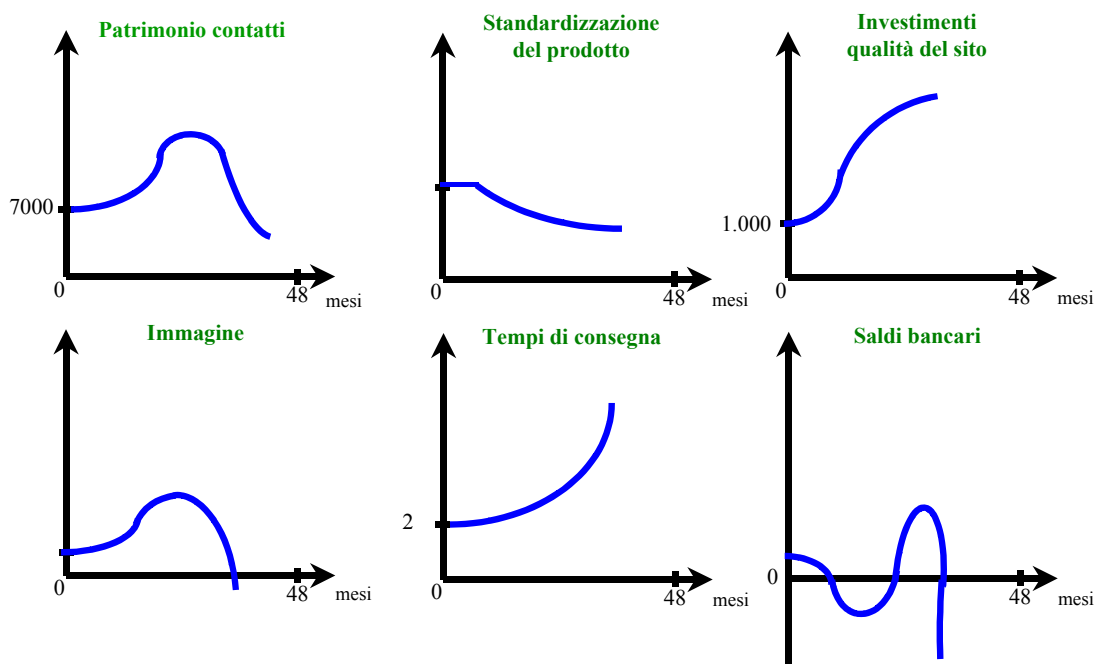 Patrimonio contatti
7000
0
48
mesi
Standardizzazione
del prodotto
0
48
mesi
Investimenti
qualità del sito
1.000
0
48
mesi
Immagine
0
48
mesi
Tempi di consegna
2
0
48
mesi
Saldi bancari
0
48
mesi